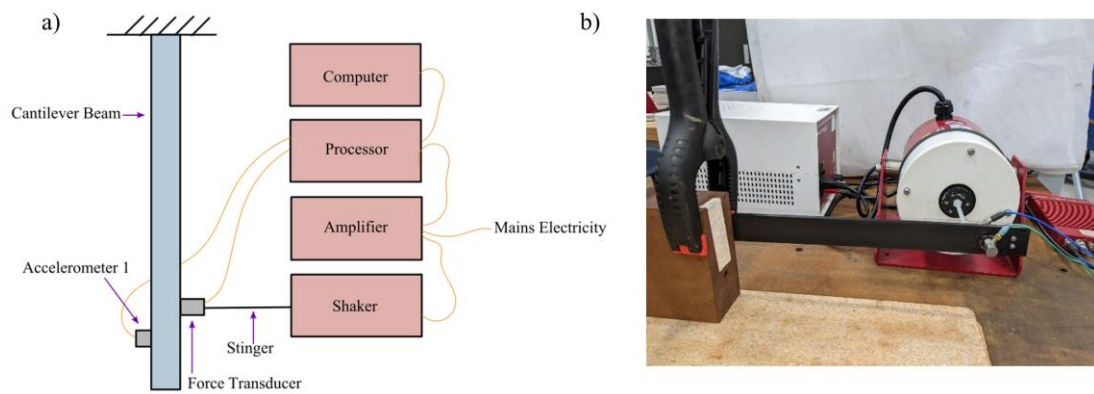 a)
b)
Computer
Cantilever Beam
Processor
Amplifier
Mains Electricity
Accelerometer 1
Shaker
Stinger
Force Transducer